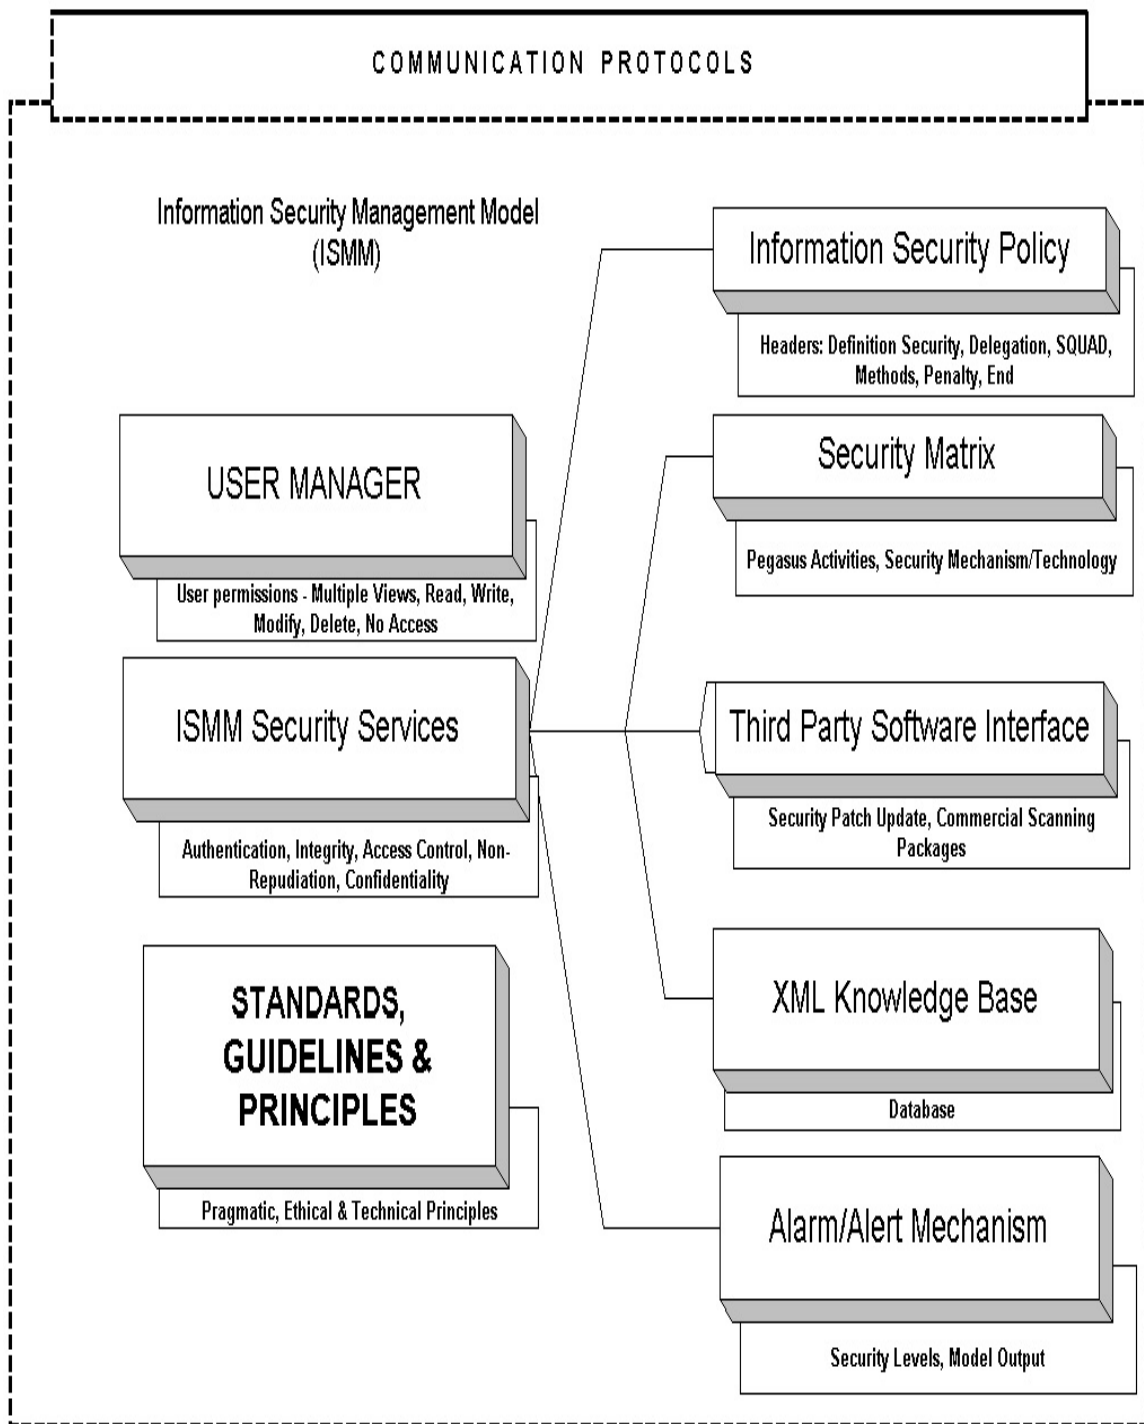 COMMUNICATION PROTOCOLS
Information Security Management Model
(ISMM)
Information Security Policy
Headers: Definition Security, Delegation, SQUAD,
Methods, Penalty, End
USER MANAGER
User permissions - Multiple Views, Read, Write,
Modify, Delete, No Access
Security Matrix
Pegasus Activities, Security Mechanism/Technology
ISMM Security Services
Authentication, Integrity, Access Control, Non-
Repudiation, Confidentiality
Third Party Software Interface
Security Patch Update, Commercial Scanning
Packages
STANDARDS,
GUIDELINES &
PRINCIPLES
Pragmatic, Ethical & Technical Principles
XML Knowledge Base
Database
Alarm/Alert Mechanism
Security Levels, Model Output